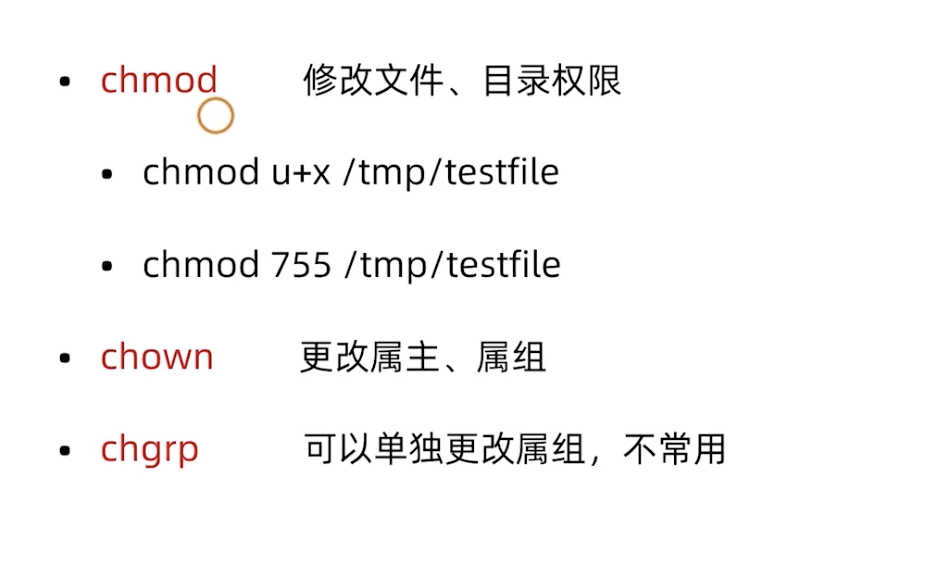 • chmod 修改文件、目录权限
• chmod u+x /tmp/testfile
• chmod 755 /tmp/testfile
• chown 更改属主、属组
• chgrp 可以单独更改属组，不常用